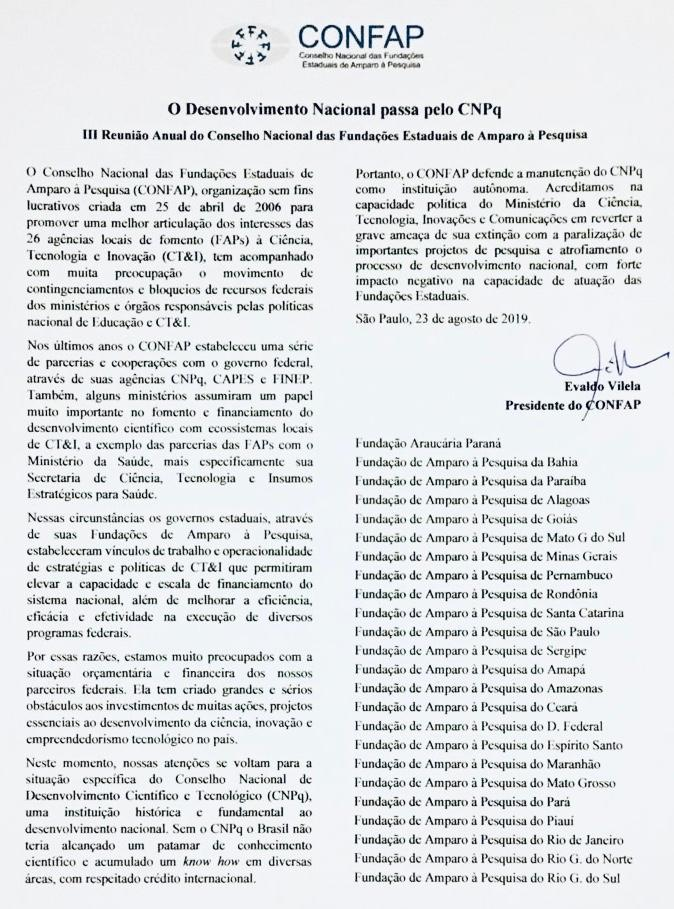 CONFAP
Conselho Nacional das Fundações
Estaduais de Amparo à Pesquisa
O Desenvolvimento Nacional passa pelo CNPq
III Reunião Anual do Conselho Nacional das Fundações Estaduais de Amparo à Pesquisa
O Conselho Nacional das Fundações Estaduais de
Amparo à Pesquisa (CONFAP), organização sem fins
lucrativos criada em 25 de abril de 2006 para
promover uma melhor articulação dos interesses das
26 agências locais de fomento (FAPs) à Ciência,
Tecnologia e Inovação (CT&I), tem acompanhado
com muita preocupação o movimento de
contingenciamentos e bloqueios de recursos federais
dos ministérios e órgãos responsáveis pelas políticas
nacional de Educação e CT&I.
Nos últimos anos o CONFAP estabeleceu uma série
de parcerias e cooperações com o governo federal,
através de suas agências CNPq, CAPES e FINEP.
Também, alguns ministérios assumiram um papel
muito importante no fomento e financiamento do
desenvolvimento científico com ecossistemas locais
de CT&I, a exemplo das parcerias das FAPs com o
Ministério da Saúde, mais especificamente sua
Secretaria de Ciência, Tecnologia e Insumos
Estratégicos para Saúde.
Nessas circunstâncias os governos estaduais, através
de suas Fundações de Amparo à Pesquisa,
estabeleceram vínculos de trabalho e operacionalidade
de estratégias e políticas de CT&I que permitiram
elevar a capacidade e escala de financiamento do
sistema nacional, além de melhorar a eficiência,
eficácia e efetividade na execução de diversos
programas federais.
Por essas razões, estamos muito preocupados com a
situação orçamentária e financeira dos nossos
parceiros federais. Ela tem criado grandes e sérios
obstáculos aos investimentos de muitas ações, projetos
essenciais ao desenvolvimento da ciência, inovação e
empreendedorismo tecnológico no país.
Neste momento, nossas atenções se voltam para a
situação específica do Conselho Nacional de
Desenvolvimento Científico e Tecnológico (CNPq),
uma instituição histórica e fundamental ao
desenvolvimento nacional. Sem o CNPq o Brasil não
teria alcançado um patamar de conhecimento
científico e acumulado um know how em diversas
áreas, com respeitado crédito internacional.
Portanto, o CONFAP defende a manutenção do CNPq
como instituição autônoma. Acreditamos na
capacidade política do Ministério da Ciência,
Tecnologia, Inovações e Comunicações em reverter a
grave ameaça de sua extinção com a paralização de
importantes projetos de pesquisa e atrofiamento o
processo de desenvolvimento nacional, com forte
impacto negativo na capacidade de atuação das
Fundações Estaduais.
São Paulo, 23 de agosto de 2019.
Evaldo Vilela
Presidente do CONFAP
Fundação Araucária Paraná
Fundação de Amparo à Pesquisa da Bahia
Fundação de Amparo à Pesquisa da Paraíba
Fundação de Amparo à Pesquisa de Alagoas
Fundação de Amparo à Pesquisa de Goiás
Fundação de Amparo à Pesquisa de Mato G do Sul
Fundação de Amparo à Pesquisa de Minas Gerais
Fundação de Amparo à Pesquisa de Pernambuco
Fundação de Amparo à Pesquisa de Rondônia
Fundação de Amparo à Pesquisa de Santa Catarina
Fundação de Amparo à Pesquisa de São Paulo
Fundação de Amparo à Pesquisa de Sergipe
Fundação de Amparo à Pesquisa do Amapá
Fundação de Amparo à Pesquisa do Amazonas
Fundação de Amparo à Pesquisa do Ceará
Fundação de Amparo à Pesquisa do D. Federal
Fundação de Amparo à Pesquisa do Espírito Santo
Fundação de Amparo à Pesquisa do Maranhão
Fundação de Amparo à Pesquisa do Mato Grosso
Fundação de Amparo à Pesquisa do Pará
Fundação de Amparo à Pesquisa do Piauí
Fundação de Amparo à Pesquisa do Rio de Janeiro
Fundação de Amparo à Pesquisa do Rio G. do Norte
Fundação de Amparo à Pesquisa do Rio G. do Sul